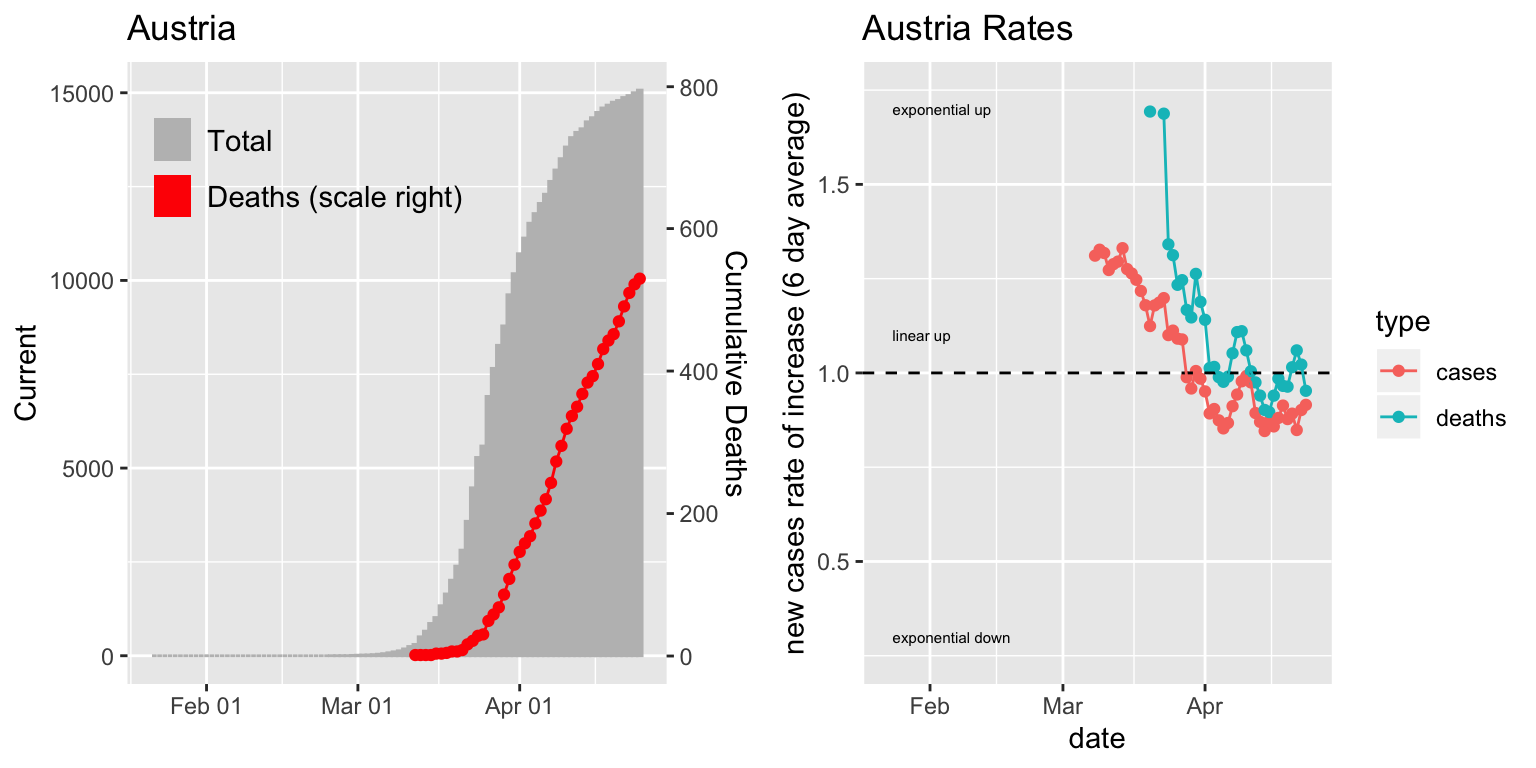 Austria
Current
15000
10000
5000
0
Total
Deaths (scale right)
800
600
400
200
0
Cumulative Deaths
Feb 01
Mar 01
Apr 01
Austria Rates
new cases rate of increase (6 day average)
1.5
1.0
0.5
exponential up
linear up
exponential down
Feb
Mar
Apr
date
type
cases
deaths